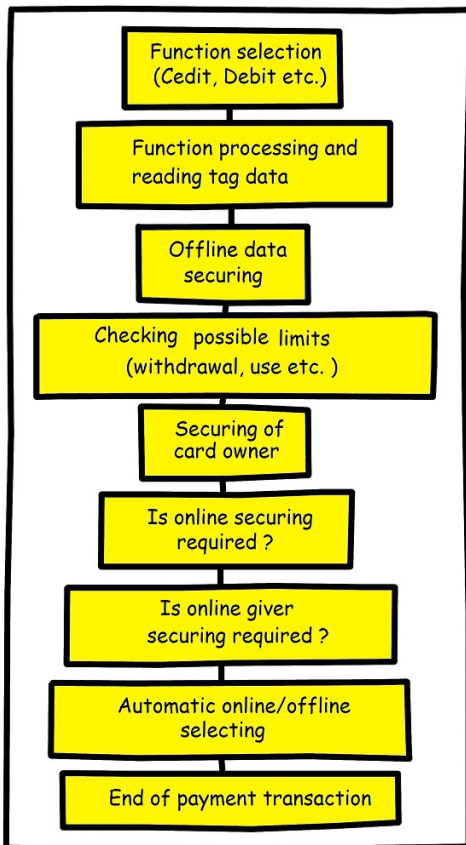 Function selection
(Cedit, Debit etc.)
Function processing and
reading tag data
Offline data
securing
Checking possible limits
(withdrawal, use etc. )
Securing of
card owner
Is online securing
required ?
Is online giver
securing required ?
Automatic online/offline
selecting
End of payment transaction